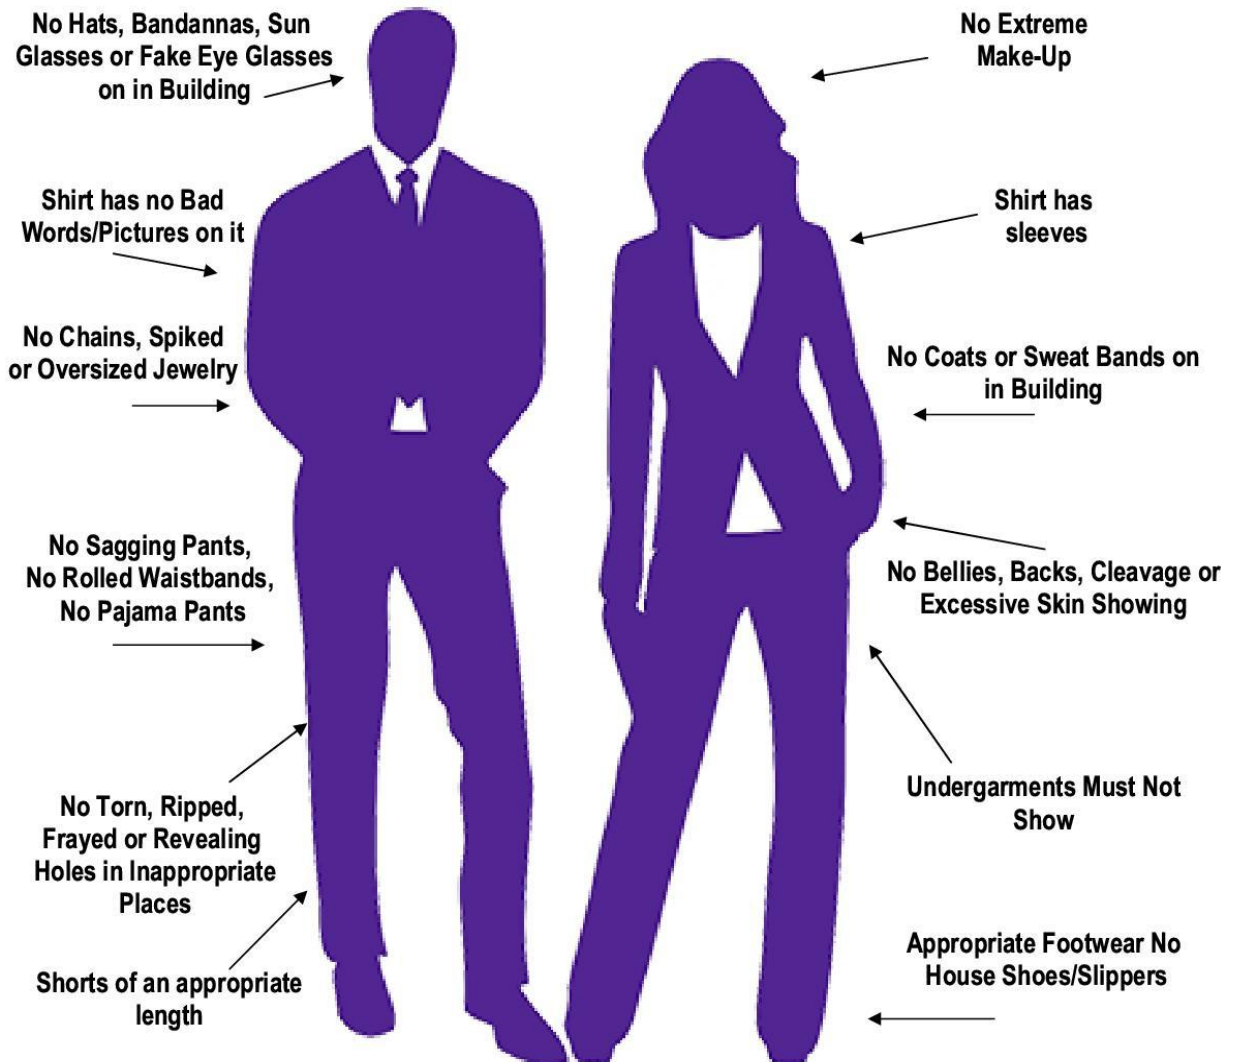 No Hats, Bandannas, Sun
Glasses or Fake Eye Glasses
on in Building
Shirt has no Bad
Words/Pictures on it
No Chains, Spiked
or Oversized Jewelry
No Sagging Pants,
No Rolled Waistbands,
No Pajama Pants
No Torn, Ripped,
Frayed or Revealing
Holes in Inappropriate
Places
Shorts of an appropriate
length
No Extreme
Make-Up
Shirt has
sleeves
No Coats or Sweat Bands on
in Building
No Bellies, Backs, Cleavage or
Excessive Skin Showing
Undergarments Must Not
Show
Appropriate Footwear No
House Shoes/Slippers